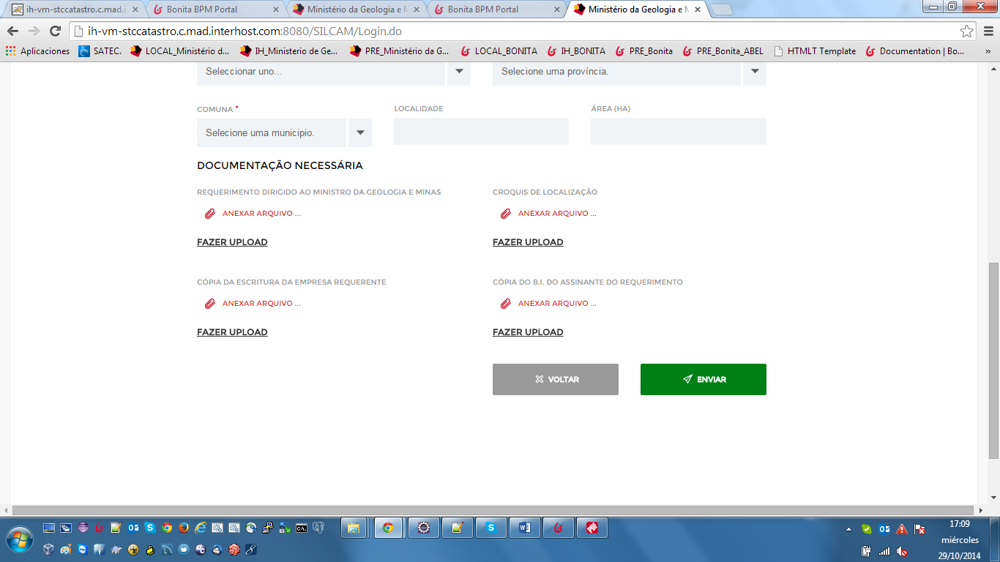 ih-vm-stccatastro.c.mad.i
Bonita BPM Portal
Ministério da Geologia e M
Bonita BPM Portal
Ministério da Geologia e M
ih-vm-stccatastro.c.mad.interhost.com:8080/SILCAM/Login.do
Aplicaciones
SATEC.
LOCAL_Ministério d...
IH_Ministerio de Ge...
PRE_Ministério da G...
LOCAL_BONITA
IH_BONITA
PRE_Bonita
PRE_Bonita_ABEL
HTMLT Template
Documentation | Bo...
»
Seleccionar uno...
Selecione uma província.
COMUNA *
LOCALIDADE
ÁREA (HA)
Selecione uma municipio.
DOCUMENTAÇÃO NECESSÁRIA
REQUERIMENTO DIRIGIDO AO MINISTRO DA GEOLOGIA E MINAS
CROQUIS DE LOCALIZAÇÃO
ANEXAR ARQUIVO ...
ANEXAR ARQUIVO ...
FAZER UPLOAD
FAZER UPLOAD
CÓPIA DA ESCRITURA DA EMPRESA REQUERENTE
CÓPIA DO B.I. DO ASSINANTE DO REQUERIMENTO
ANEXAR ARQUIVO ...
ANEXAR ARQUIVO ...
FAZER UPLOAD
FAZER UPLOAD
VOLTAR
ENVIAR
17:09
miércoles
29/10/2014